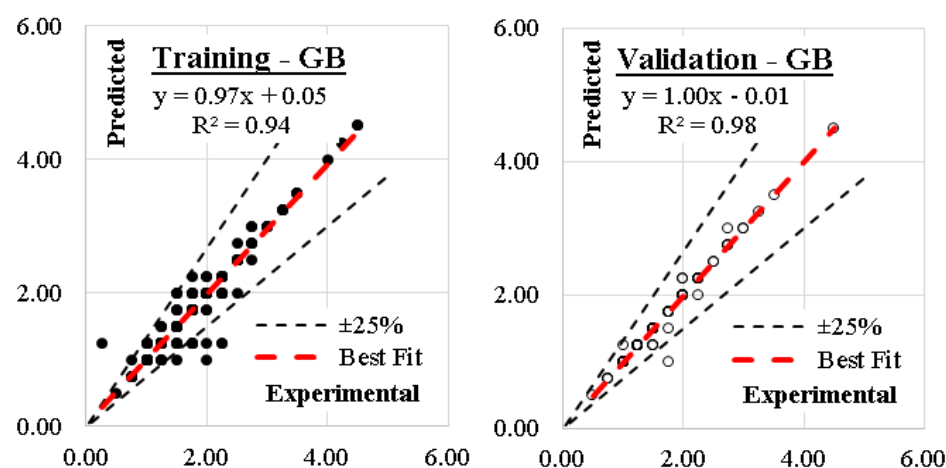 6.00
Predicted
Training - GB
y = 0.97x + 0.05
R² = 0.94
4.00
2.00
±25%
Best Fit
Experimental
0.00
0.00 2.00 4.00 6.00
6.00
Predicted
Validation - GB
y = 1.00x - 0.01
R² = 0.98
4.00
2.00
±25%
Best Fit
Experimental
0.00
0.00 2.00 4.00 6.00